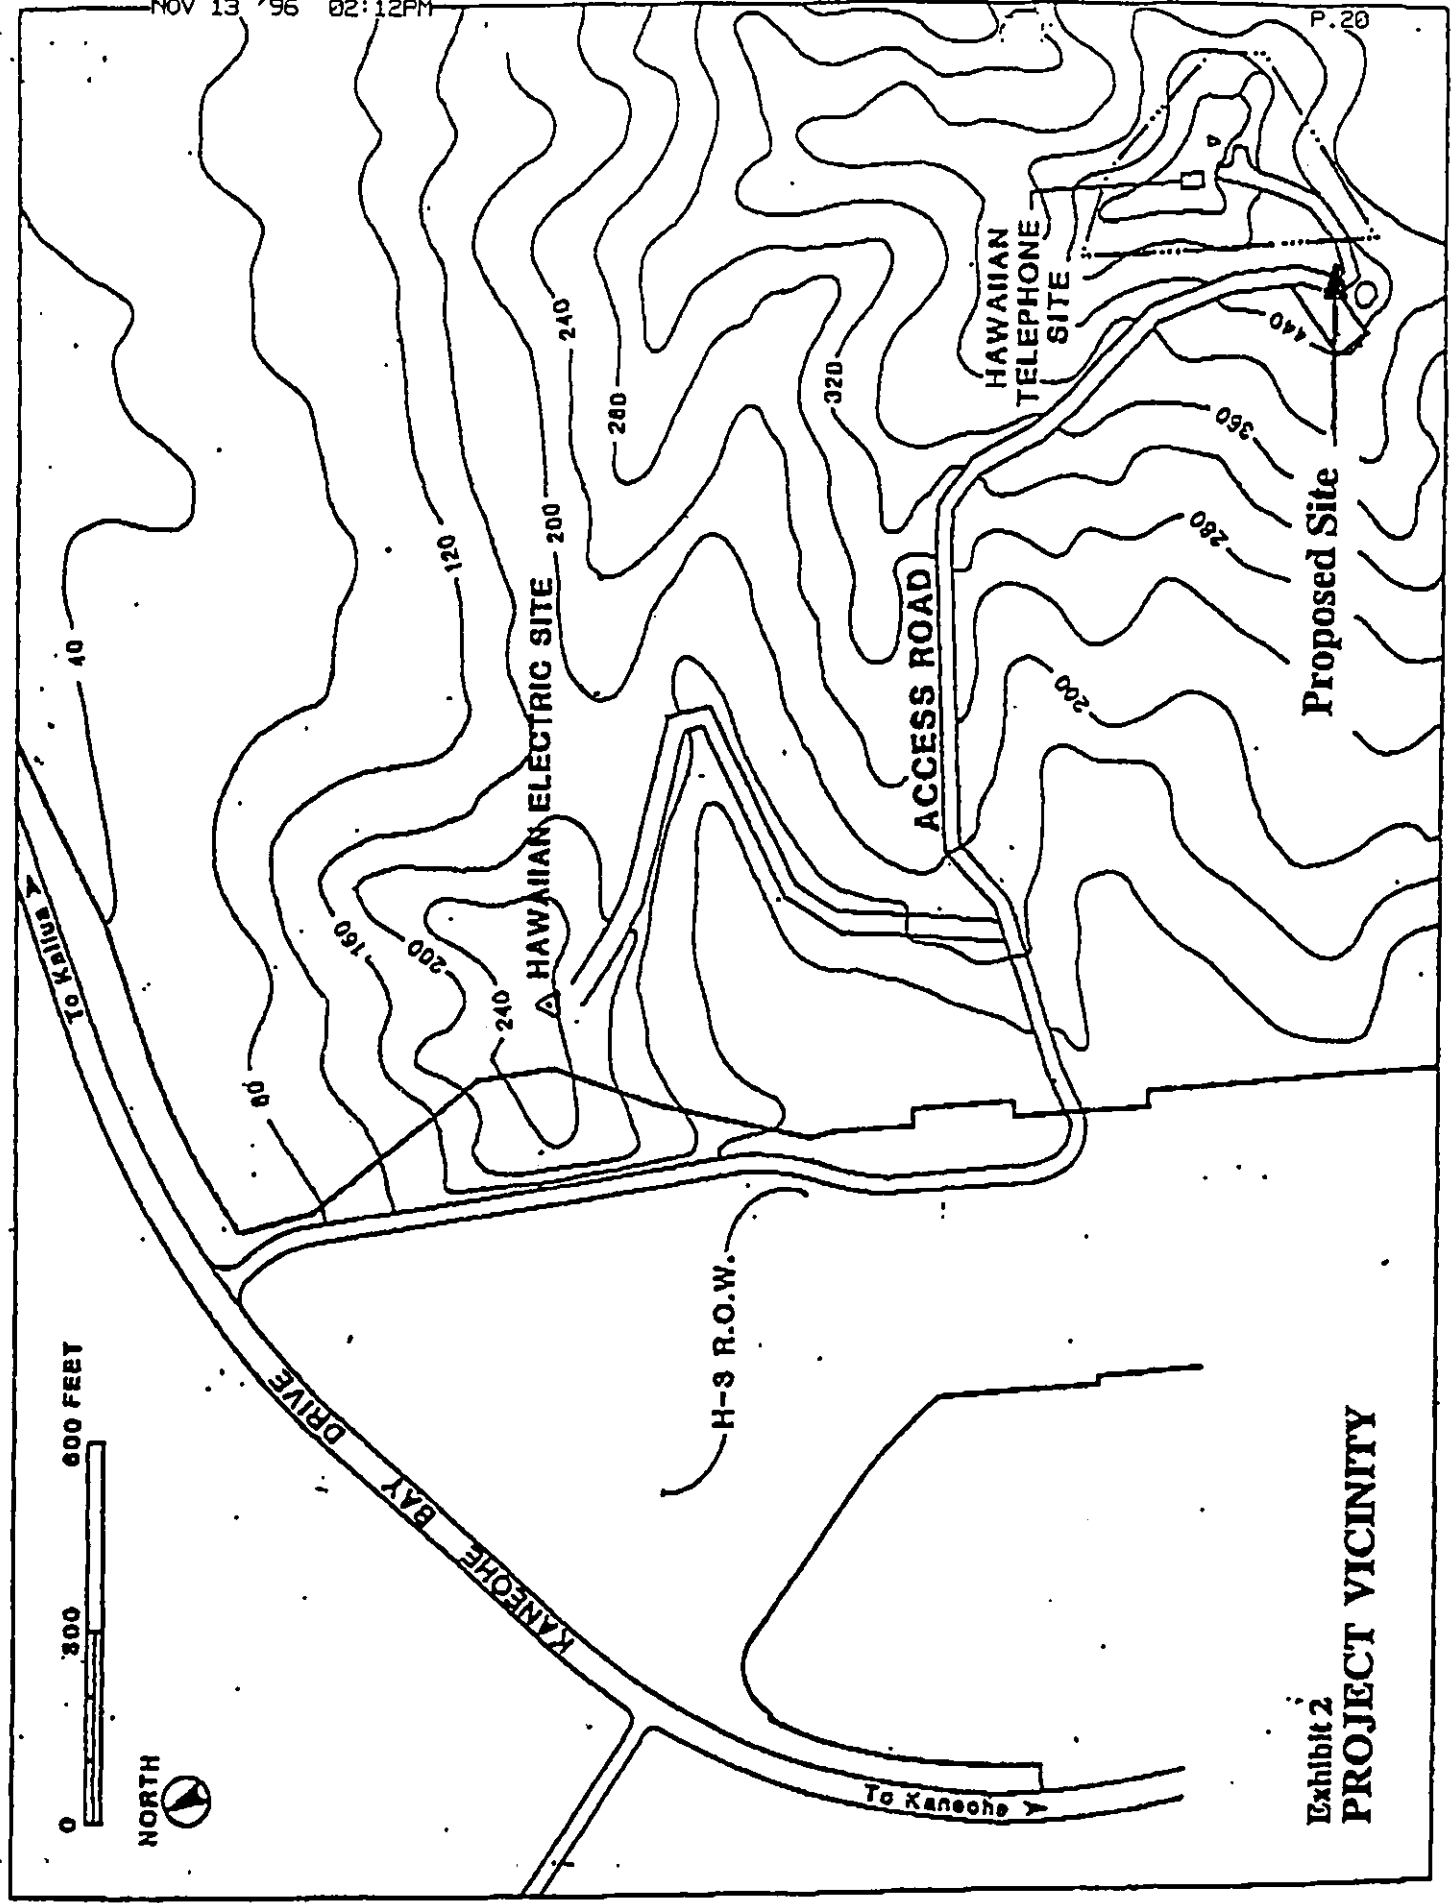 NOV 13 '96 02:12PM
P.20
0 300 600 FEET
NORTH
To Kailua
KANEOHE BAY DRIVE
To Kaneohe
H-3 R.O.W.
40
80
120
160
200
240
HAWAIIAN ELECTRIC SITE
200
240
280
320
ACCESS ROAD
HAWAIIAN
TELEPHONE
SITE
440
360
280
200
Proposed Site
Exhibit 2
PROJECT VICINITY